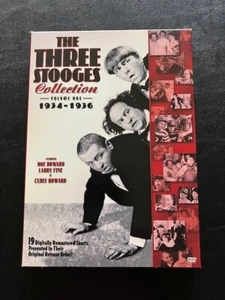 THE
THREE
STOOGES
Collection
VOLUME ONE
1934-1936
STARRING
MOE HOWARD
LARRY FINE
&
CURLY HOWARD
19 Digitally Remastered Shorts
Presented In Their
Original Release Order!
DVD